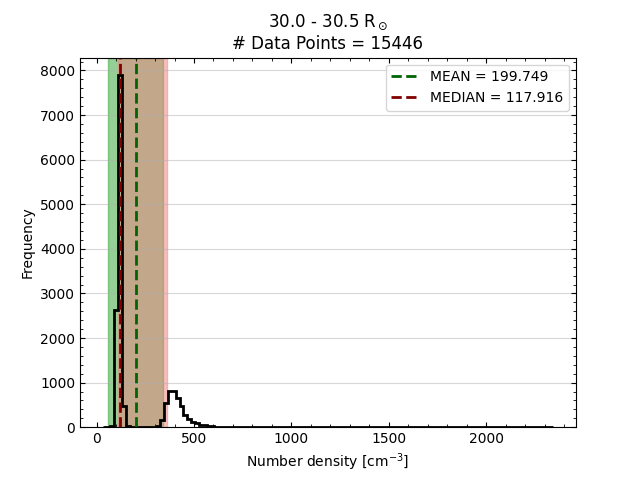 30.0 - 30.5 R⊙
# Data Points = 15446
MEAN = 199.749
MEDIAN = 117.916
8000
7000
6000
5000
4000
3000
2000
1000
0
Frequency
0 500 1000 1500 2000
Number density [cm⁻³]